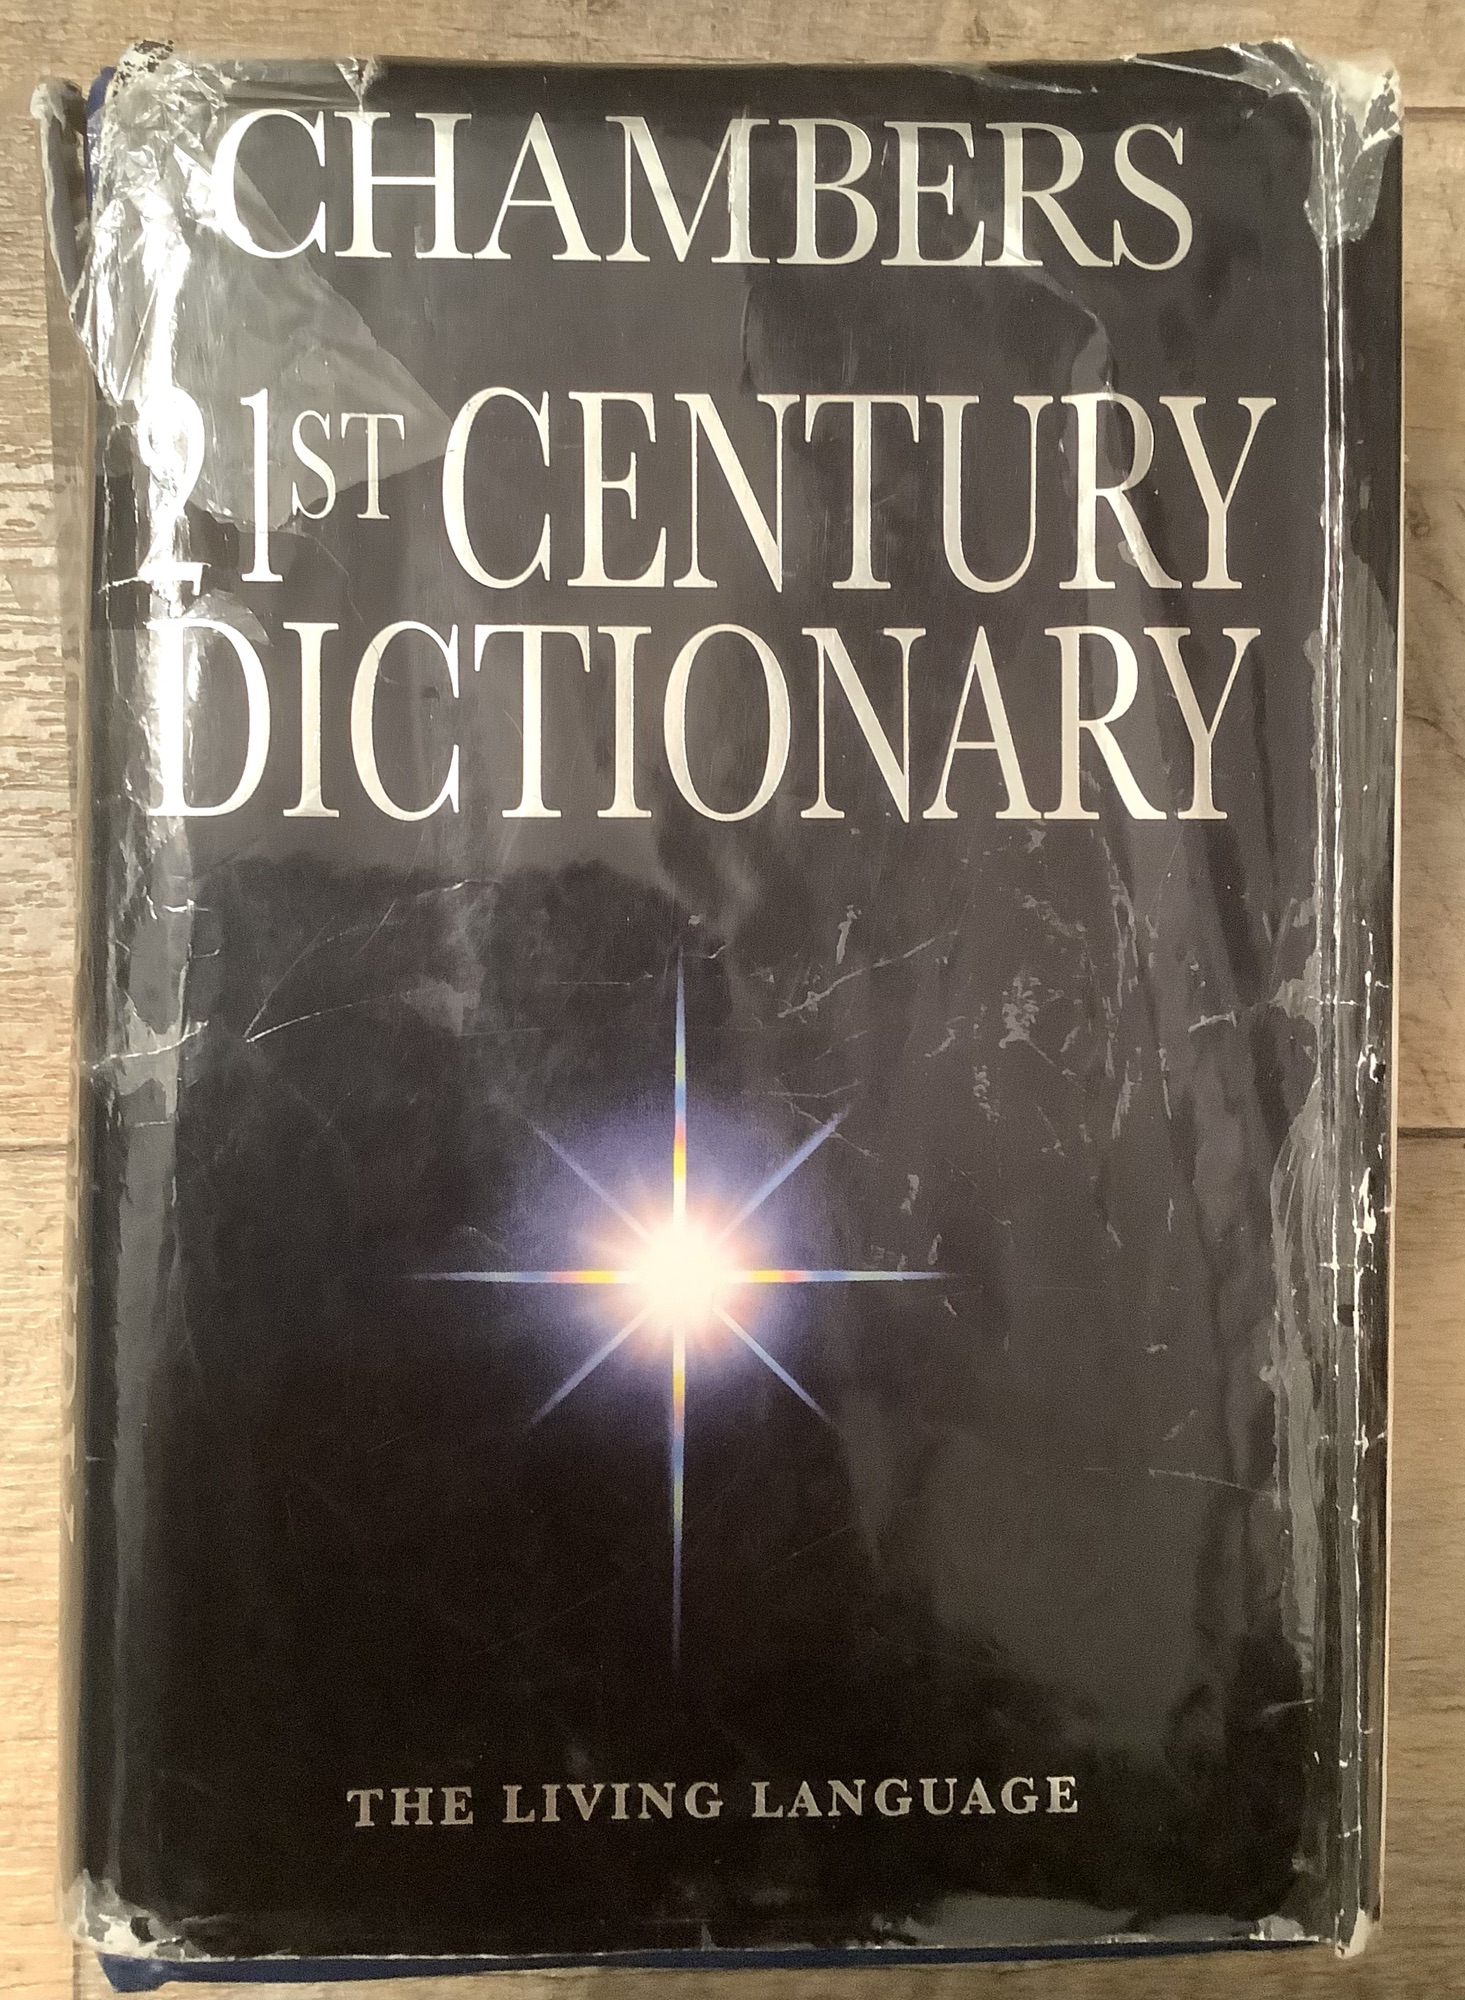 CHAMBERS
21ST CENTURY
DICTIONARY
THE LIVING LANGUAGE